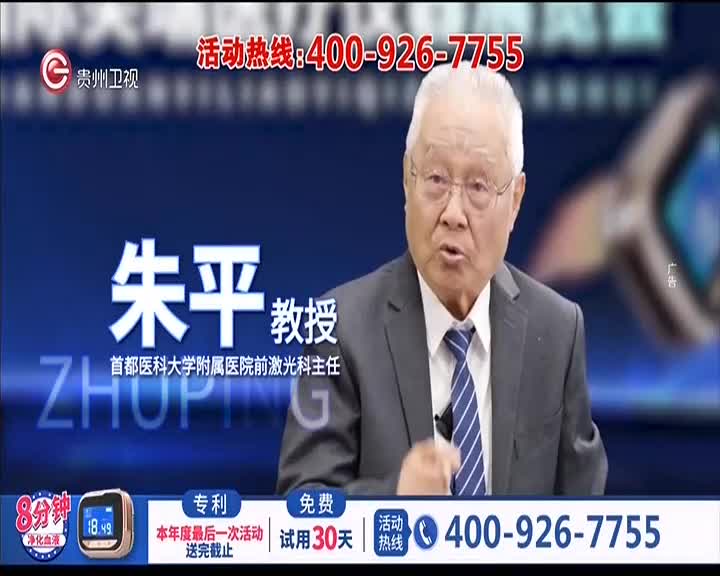 活动热线:400-926-7755
贵州卫视
广告
朱平 教授
首都医科大学附属医院前激光科主任
ZHUPING
8分钟
净化血液
18.49
专利
本年度最后一次活动
送完截止
免费
试用30天
活动
热线
400-926-7755